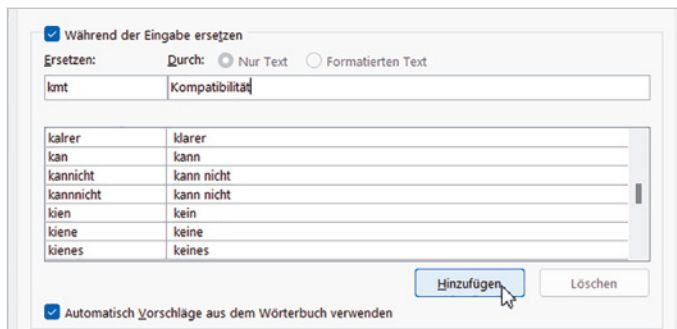 Während der Eingabe ersetzen
Ersetzen: Durch: Nur Text Formatierten Text
kmt Kompatibilität
kalrer klarer
kan kann
kannicht kann nicht
kannnicht kann nicht
kien kein
kiene keine
kienes keines
Hinzufügen Löschen
Automatisch Vorschläge aus dem Wörterbuch verwenden